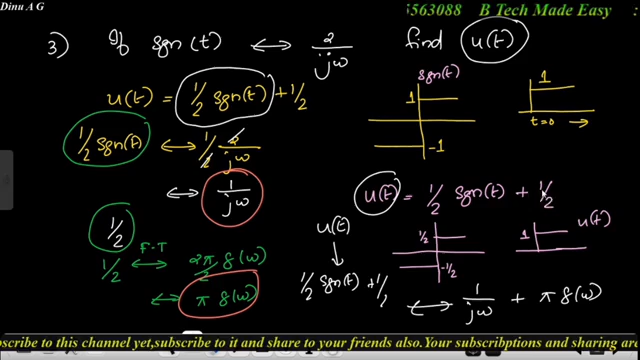 Dinu A G
5563088 B Tech Made Easy :
3) If sgn(t) ↔ 2/jω find u(t)
u(t) = 1/2 sgn(t) + 1/2
sgn(t)
1
-1
1
t=0 →
1/2 sgn(t) ↔ 1/2 2/jω
↔ 1/jω
u(t) = 1/2 sgn(t) + 1/2
1/2
-1/2
1
u(t)
1/2
1/2 F.T ↔ 2π/2 δ(ω)
↔ π δ(ω)
u(t)
↓
1/2 sgn(t) + 1/2 ↔ 1/jω + π δ(ω)
scribe to this channel yet,subscribe to it and share to your friends also.Your subscribptions and sharing are